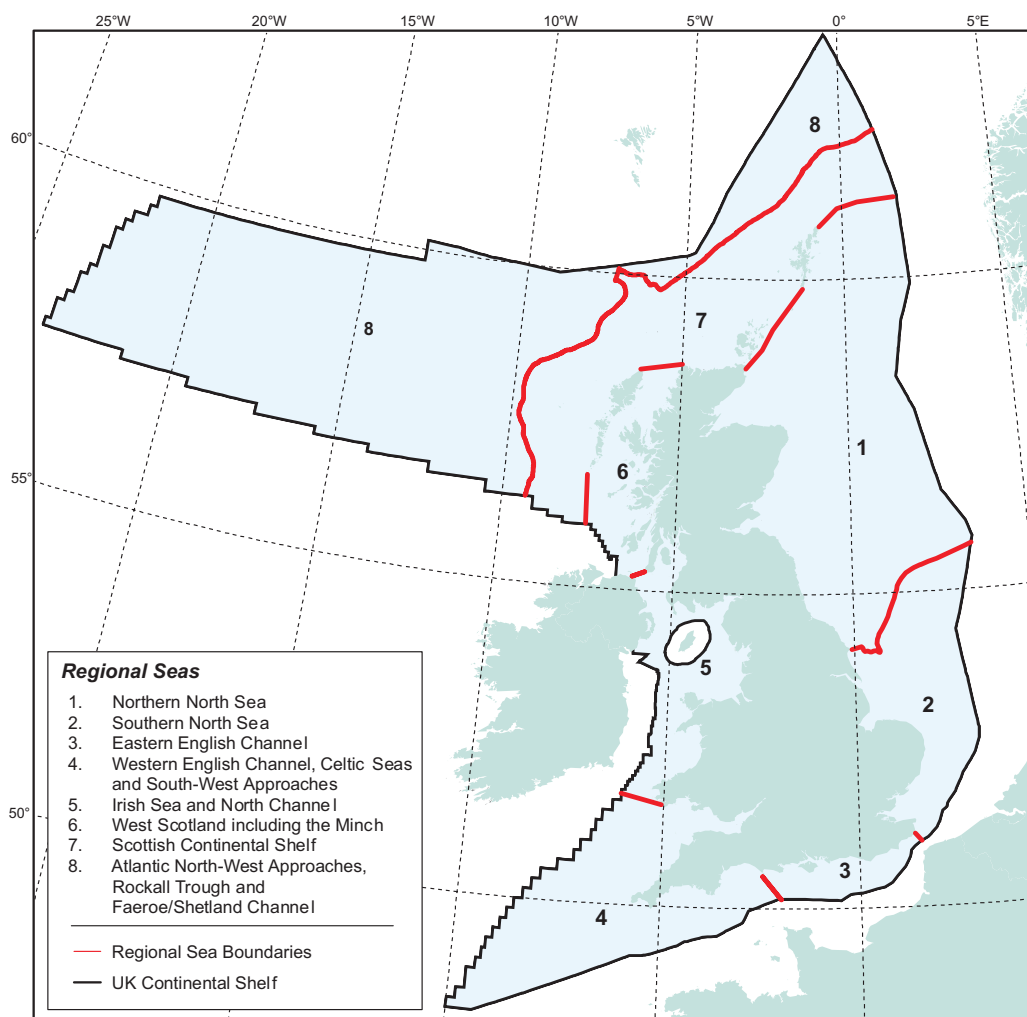 25°W 20°W 15°W 10°W 5°W 0° 5°E
60°
55°
50°
8
8
7
1
6
5
2
3
4
Regional Seas
1. Northern North Sea
2. Southern North Sea
3. Eastern English Channel
4. Western English Channel, Celtic Seas
and South-West Approaches
5. Irish Sea and North Channel
6. West Scotland including the Minch
7. Scottish Continental Shelf
8. Atlantic North-West Approaches,
Rockall Trough and
Faeroe/Shetland Channel
Regional Sea Boundaries
UK Continental Shelf